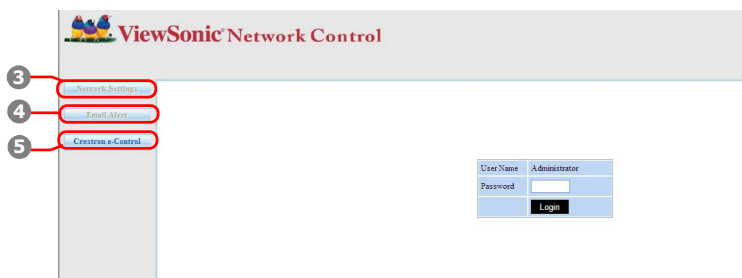 ViewSonic® Network Control
3
Network Settings
4
Email Alert
5
Crestron e-Control
User Name Administrator
Password
Login